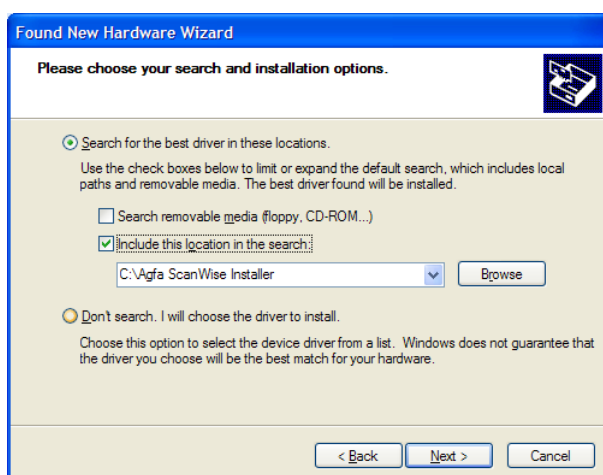 Found New Hardware Wizard
Please choose your search and installation options.
Search for the best driver in these locations.
Use the check boxes below to limit or expand the default search, which includes local
paths and removable media. The best driver found will be installed.
Search removable media (floppy, CD-ROM...)
Include this location in the search:
C:\Agfa ScanWise Installer
Browse
Don't search. I will choose the driver to install.
Choose this option to select the device driver from a list. Windows does not guarantee that
the driver you choose will be the best match for your hardware.
< Back
Next >
Cancel